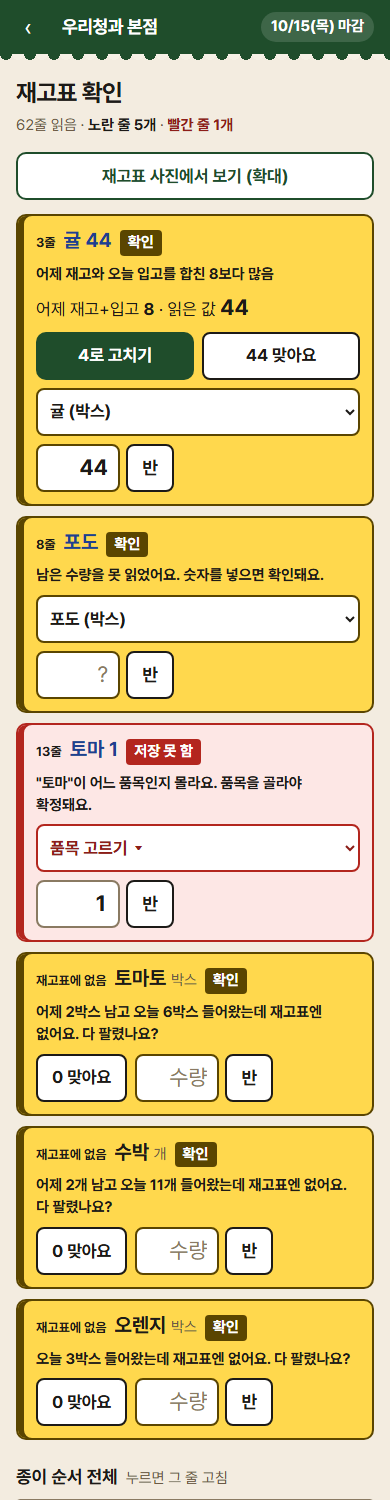 ‹ 우리청과 본점 10/15(목) 마감
재고표 확인
62줄 읽음 · 노란 줄 5개 · 빨간 줄 1개
재고표 사진에서 보기 (확대)
3줄 귤 44 확인
어제 재고와 오늘 입고를 합친 8보다 많음
어제 재고+입고 8 · 읽은 값 44
4로 고치기 44 맞아요
귤 (박스)
44 반
8줄 포도 확인
남은 수량을 못 읽었어요. 숫자를 넣으면 확인돼요.
포도 (박스)
? 반
13줄 토마 1 저장 못 함
"토마"이 어느 품목인지 몰라요. 품목을 골라야
확정돼요.
품목 고르기
1 반
재고표에 없음 토마토 박스 확인
어제 2박스 남고 오늘 6박스 들어왔는데 재고표엔
없어요. 다 팔렸나요?
0 맞아요 수량 반
재고표에 없음 수박 개 확인
어제 2개 남고 오늘 11개 들어왔는데 재고표엔 없어요.
다 팔렸나요?
0 맞아요 수량 반
재고표에 없음 오렌지 박스 확인
오늘 3박스 들어왔는데 재고표엔 없어요. 다 팔렸나요?
0 맞아요 수량 반
종이 순서 전체 누르면 그 줄 고침